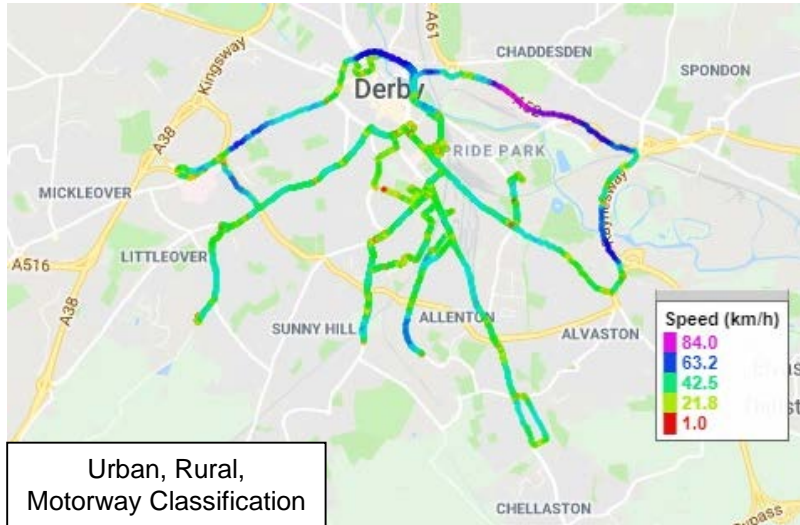 A61
CHADDESDEN
SPONDON
Kingsway
Derby
A52
A38
PRIDE PARK
MICKLEOVER
Raynesway
LITTLEOVER
A516
A38
SUNNY HILL
ALLENTON
ALVASTON
Speed (km/h)
84.0
63.2
42.5
21.8
1.0
Urban, Rural,
Motorway Classification
CHELLASTON